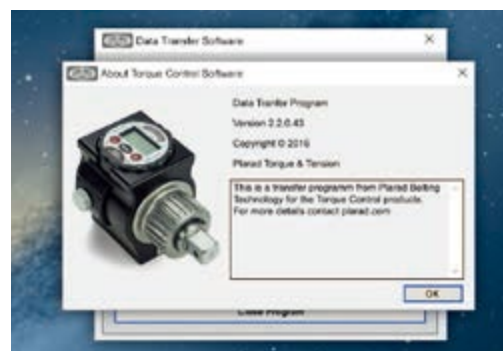 Data Transfer Software
About Torque Control Software
Data Tranfer Program
Version 2.2.0.43
Copyright © 2016
Plarad Torque & Tension
This is a transfer programm from Plarad Bolting
Technology for the Torque Control products.
For more details contact plarad.com
OK
Close Program